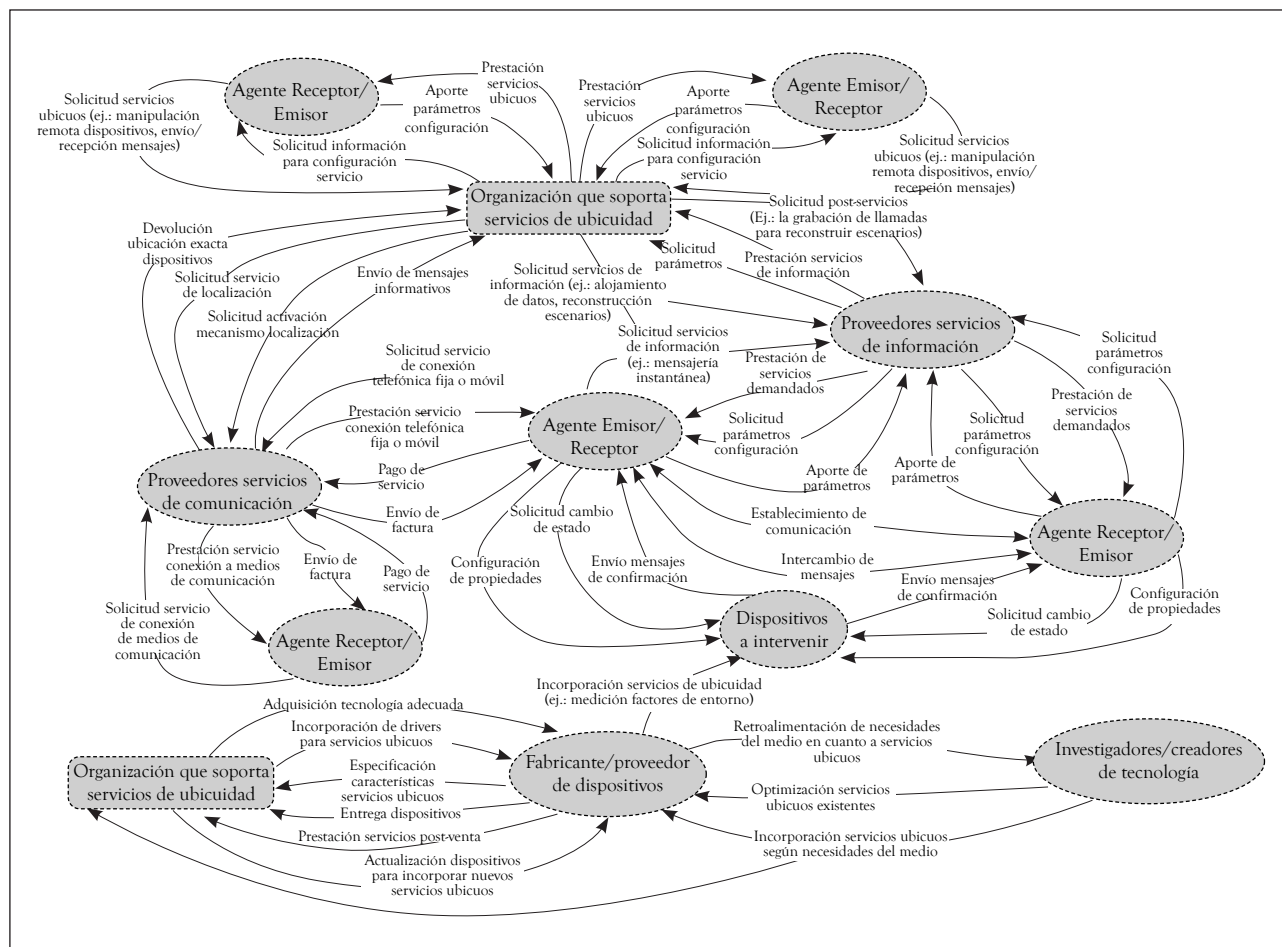 Agente Receptor/
Emisor
Prestación
servicios
ubicuos
Aporte
parámetros
configuración
Solicitud servicios
ubicuos (ej.: manipulación
remota dispositivos, envío/
recepción mensajes)
Solicitud información
para configuración
servicio
Prestación
servicios
ubicuos
Agente Emisor/
Receptor
Aporte
parámetros
configuración
Solicitud información
para configuración
servicio
Solicitud servicios
ubicuos (ej.: manipulación
remota dispositivos, envío/
recepción mensajes)
Organización que soporta
servicios de ubicuidad
Solicitud post-servicios
(Ej.: la grabación de llamadas
para reconstruir escenarios)
Devolución
ubicación exacta
dispositivos
Solicitud servicio
de localización
Solicitud activación
mecanismo localización
Envío de mensajes
informativos
Solicitud servicios de
información (ej.: alojamiento
de datos, reconstrucción
escenarios)
Solicitud
parámetros
Prestación servicios
de información
Proveedores servicios
de información
Solicitud servicios
de información
(ej.: mensajería
instantánea)
Solicitud
parámetros
configuración
Solicitud servicio
de conexión
telefónica fija o móvil
Prestación servicio
conexión telefónica
fija o móvil
Agente Emisor/
Receptor
Prestación de
servicios
demandados
Solicitud
parámetros
configuración
Prestación de
servicios
demandados
Solicitud
parámetros
configuración
Aporte de
parámetros
Aporte de
parámetros
Proveedores servicios
de comunicación
Pago de
servicio
Envío de
factura
Solicitud cambio
de estado
Establecimiento de
comunicación
Agente Receptor/
Emisor
Prestación servicio
conexión a medios
de comunicación
Envío de
factura
Pago de
servicio
Configuración
de propiedades
Envío mensajes
de confirmación
Intercambio de
mensajes
Envío mensajes
de confirmación
Configuración
de propiedades
Solicitud servicio
de conexión
de medios de
comunicación
Agente Receptor/
Emisor
Dispositivos
a intervenir
Solicitud cambio
de estado
Incorporación servicios de ubicuidad
(ej.: medición factores de entorno)
Adquisición tecnología adecuada
Incorporación de drivers
para servicios ubicuos
Organización que soporta
servicios de ubicuidad
Especificación
características
servicios ubicuos
Entrega dispositivos
Prestación servicios post-venta
Actualización dispositivos
para incorporar nuevos
servicios ubicuos
Fabricante/proveedor
de dispositivos
Retroalimentación de necesidades
del medio en cuanto a servicios
ubicuos
Investigadores/creadores
de tecnología
Optimización servicios
ubicuos existentes
Incorporación servicios ubicuos
según necesidades del medio